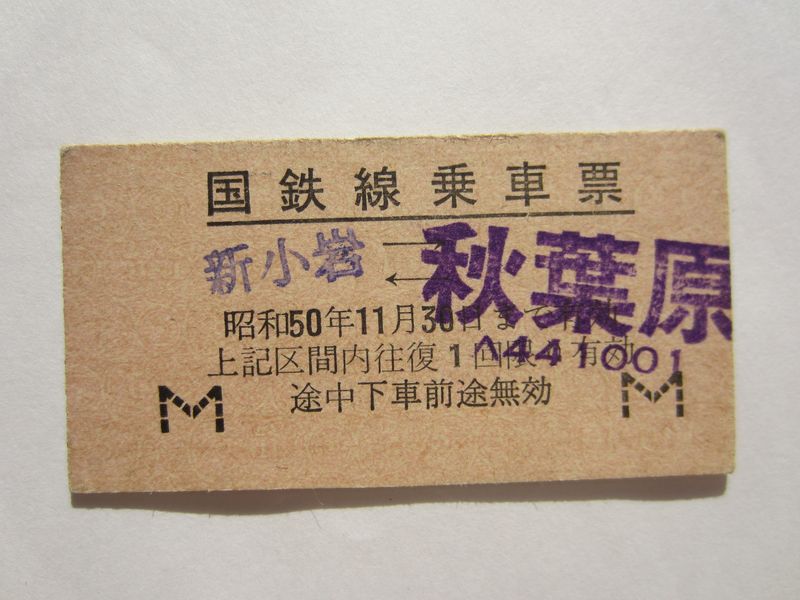 国鉄線乗車票
新小岩 ⇄ 秋葉原
昭和50年11月30日まで有効
上記区間内往復1回限り有効
A441001
途中下車前途無効
M M